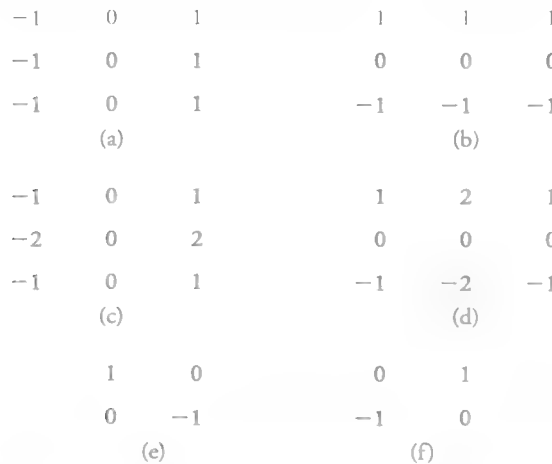 -1 0 1 1 1 1
-1 0 1 0 0 0
-1 0 1 -1 -1 -1
(a) (b)
-1 0 1 1 2 1
-2 0 2 0 0 0
-1 0 1 -1 -2 -1
(c) (d)
1 0 0 1
0 -1 -1 0
(e) (f)